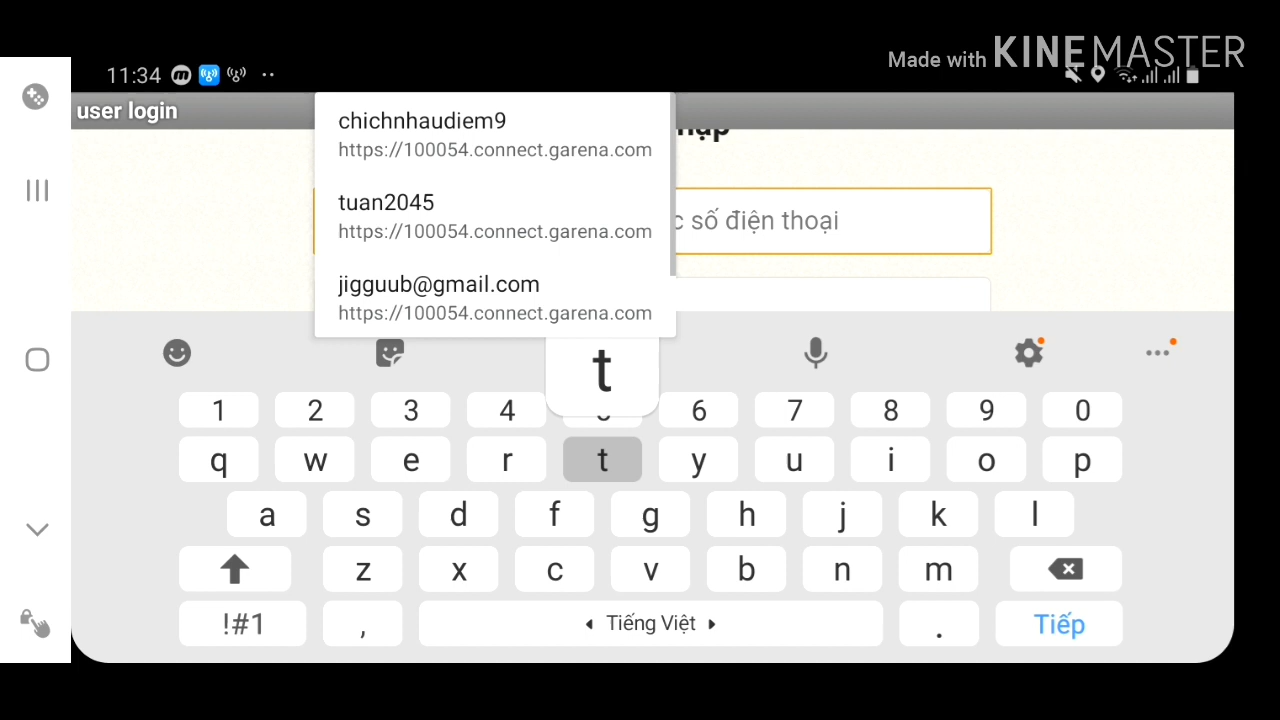 Made with KINEMASTER
11:34
user login
chichnhaudiem9
https://100054.connect.garena.com
tuan2045
https://100054.connect.garena.com
số điện thoại
jigguub@gmail.com
https://100054.connect.garena.com
t
1 2 3 4 6 7 8 9 0
q w e r t y u i o p
a s d f g h j k l
z x c v b n m
!#1 , Tiếng Việt . Tiếp